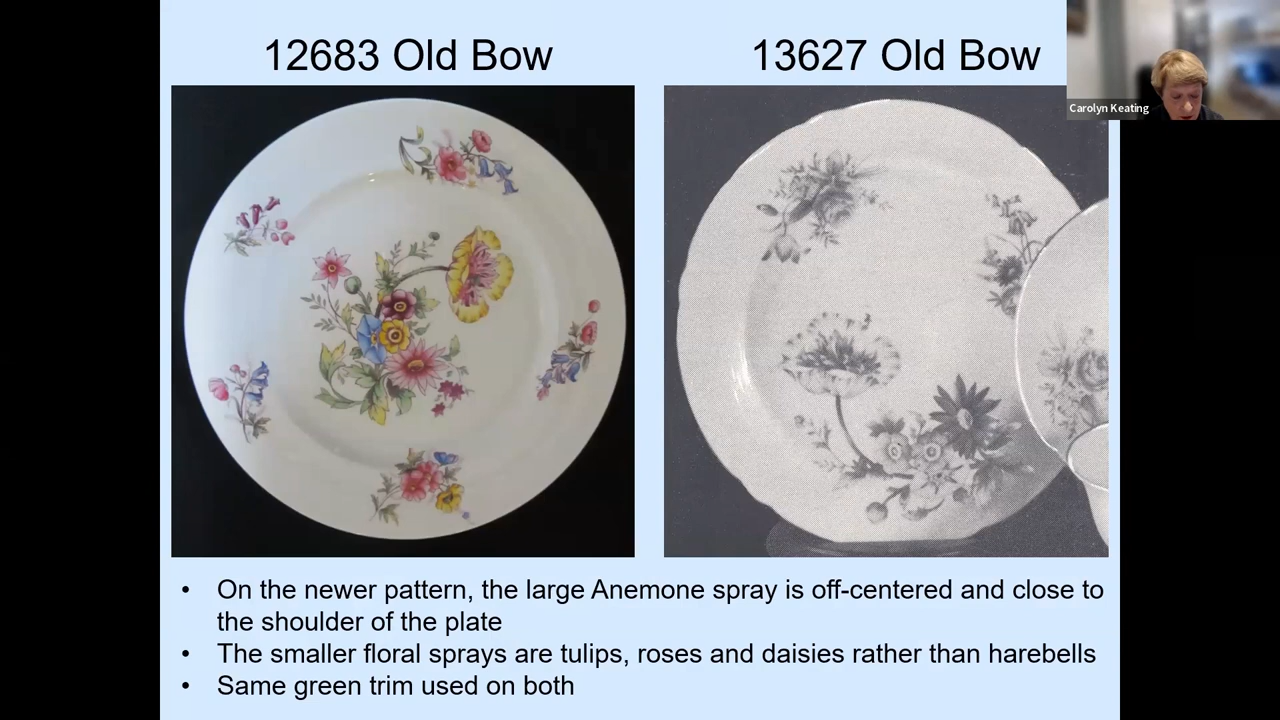 12683 Old Bow
13627 Old Bow
Carolyn Keating
• On the newer pattern, the large Anemone spray is off-centered and close to
the shoulder of the plate
• The smaller floral sprays are tulips, roses and daisies rather than harebells
• Same green trim used on both